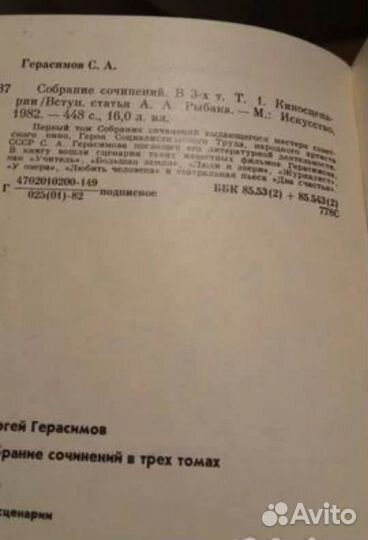 Герасимов С. А.
37
Собрание сочинений. В 3-х т. Т. 1. Киносцена-
рии/Вступ. статья А. А. Рыбака. — М.: Искусство,
1982. — 448 с., 16,0 л. ил.
Первый том Собрания сочинений выдающегося мастера совет-
ского кино, Героя Социалистического Труда, народного артиста
СССР С. А. Герасимова посвящен его литературной деятельности.
В книгу вошли сценарии таких известных фильмов Герасимова,
как «Учитель», «Большая земля», «Люди и звери», «Журналист»,
«У озера», «Любить человека» и театральная пьеса «Два счастья»
Г 4702010200-149
025(01)-82
подписное
ББК 85.53(2) + 85.543(2)
778С
ргей Герасимов
брание сочинений в трех томах
сценарии
Avito